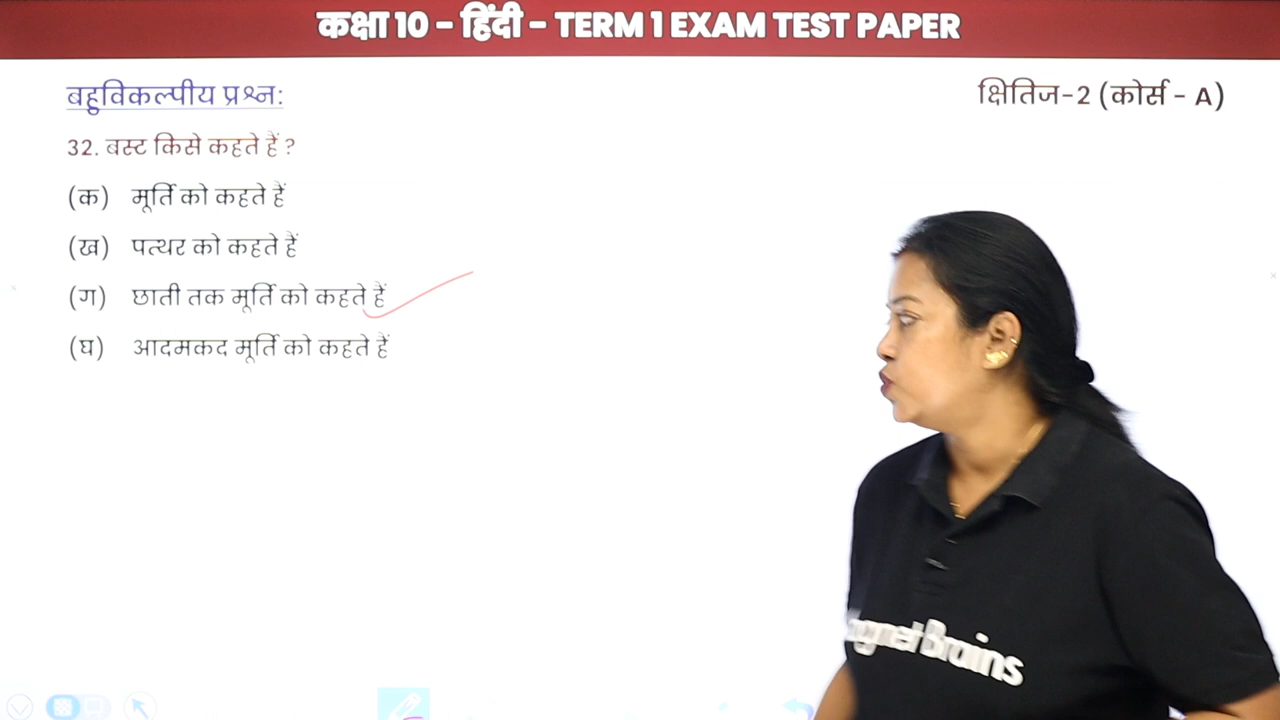 कक्षा 10 - हिंदी - TERM 1 EXAM TEST PAPER
बहुविकल्पीय प्रश्न:
क्षितिज-2 (कोर्स - A)
32. बस्ट किसे कहते हैं ?
(क) मूर्ति को कहते हैं
(ख) पत्थर को कहते हैं
(ग) छाती तक मूर्ति को कहते हैं
(घ) आदमकद मूर्ति को कहते हैं
Brains